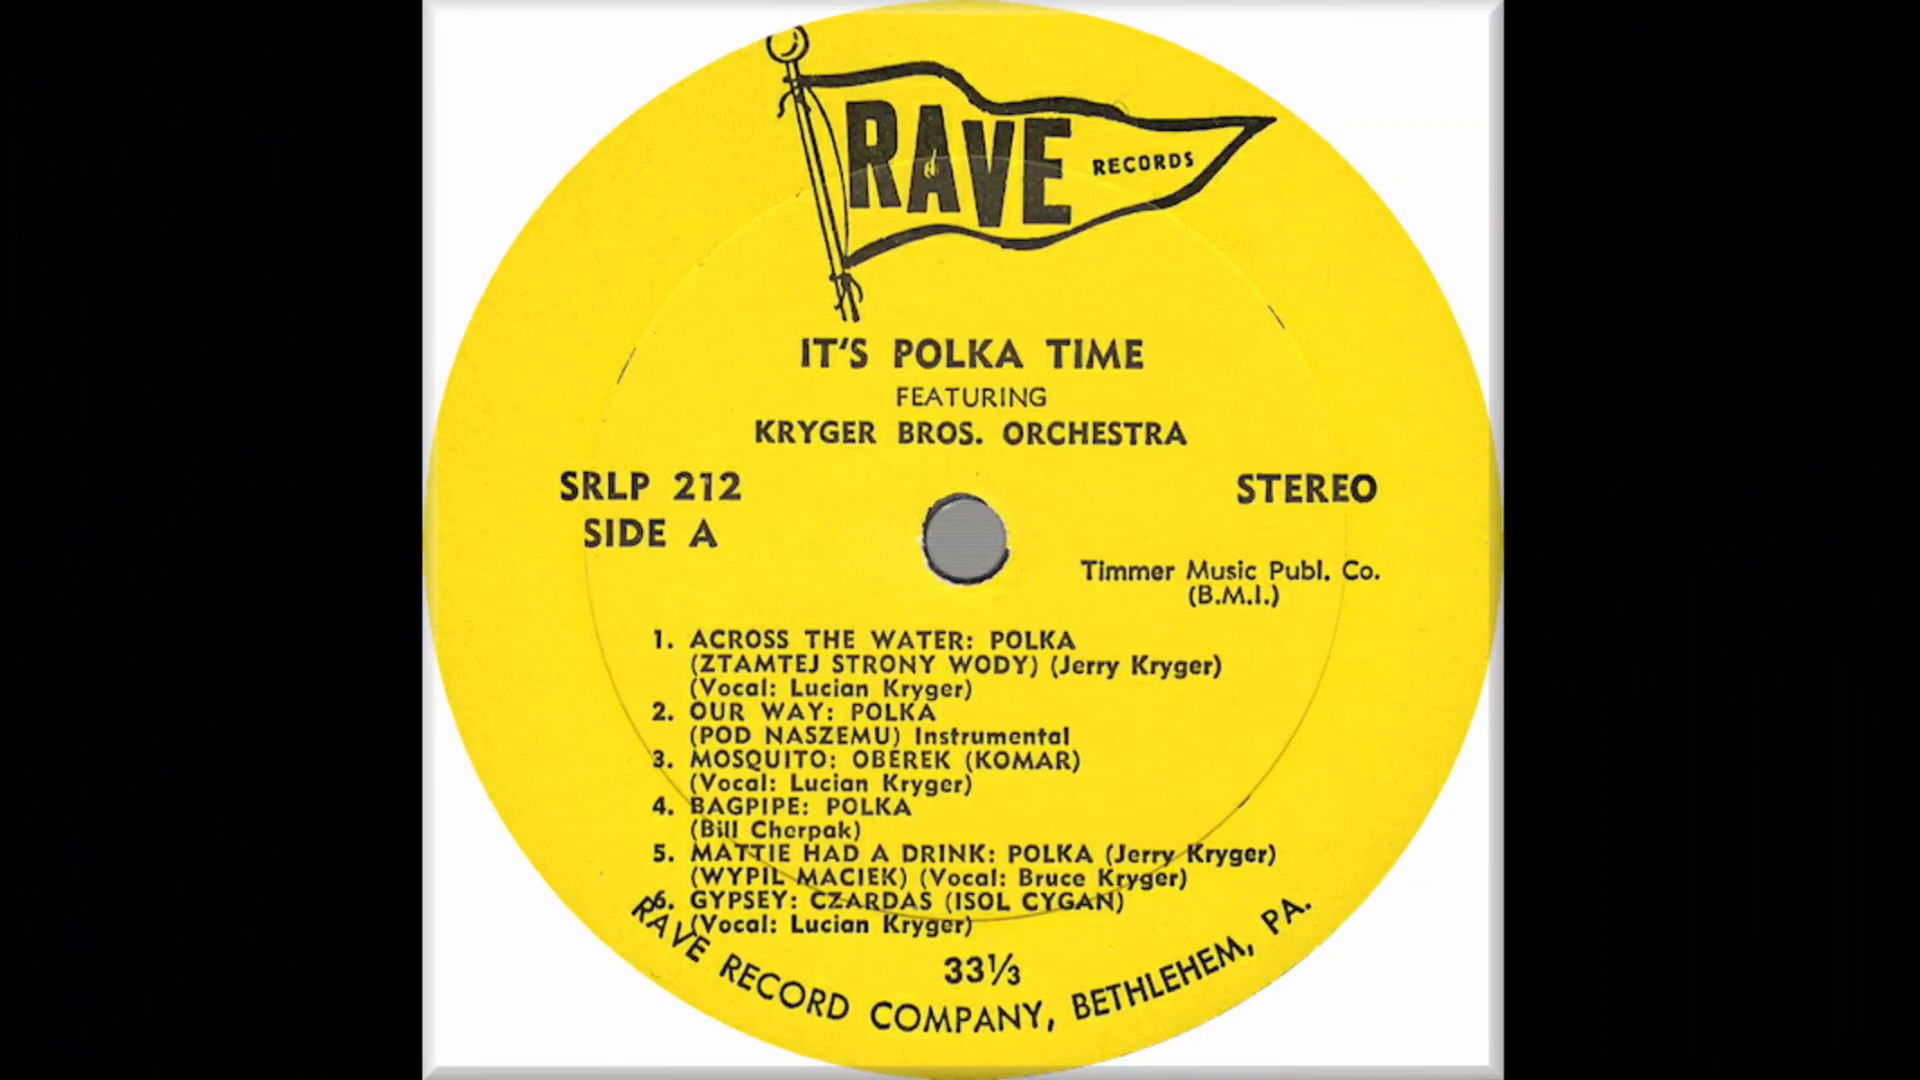 RAVE RECORDS
IT'S POLKA TIME
FEATURING
KRYGER BROS. ORCHESTRA
SRLP 212
SIDE A
STEREO
Timmer Music Publ. Co.
(B.M.I.)
1. ACROSS THE WATER: POLKA
(ZTAMTEJ STRONY WODY) (Jerry Kryger)
(Vocal: Lucian Kryger)
2. OUR WAY: POLKA
(POD NASZEMU) Instrumental
3. MOSQUITO: OBEREK (KOMAR)
(Vocal: Lucian Kryger)
4. BAGPIPE: POLKA
(Bill Cherpak)
5. MATTIE HAD A DRINK: POLKA (Jerry Kryger)
(WYPIL MACIEK) (Vocal: Bruce Kryger)
6. GYPSEY: CZARDAS (ISOL CYGAN)
(Vocal: Lucian Kryger)
33⅓
RAVE RECORD COMPANY, BETHLEHEM, PA.